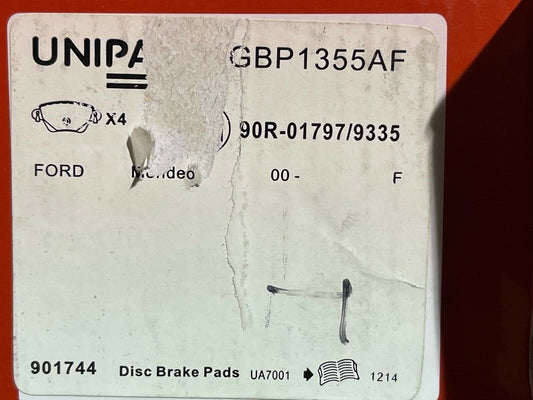 UNIPA GBP1355AF
X4 90R-01797/9335
FORD Mondeo 00- F
901744 Disc Brake Pads UA7001 1214